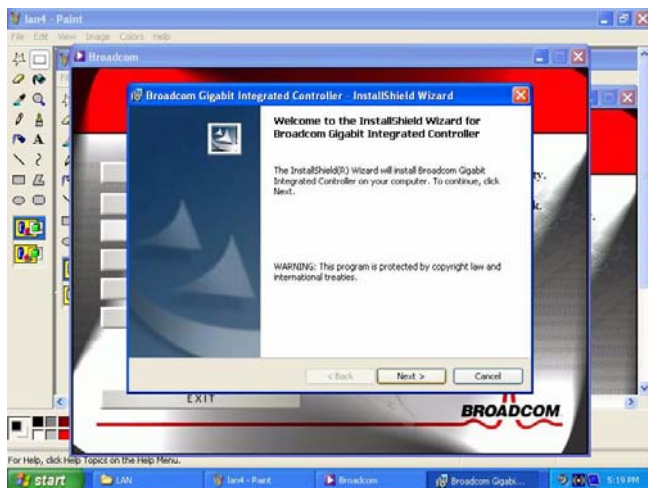 lan4 - Paint
File Edit View Image Colors Help
Broadcom
Broadcom Gigabit Integrated Controller - InstallShield Wizard
Welcome to the InstallShield Wizard for
Broadcom Gigabit Integrated Controller
The InstallShield(R) Wizard will install Broadcom Gigabit
Integrated Controller on your computer. To continue, click
Next.
WARNING: This program is protected by copyright law and
international treaties.
< Back
Next >
Cancel
EXIT
BROADCOM
For Help, click Help Topics on the Help Menu.
start
LAN
lan4 - Paint
Broadcom
Broadcom Gigabi...
5:19 PM